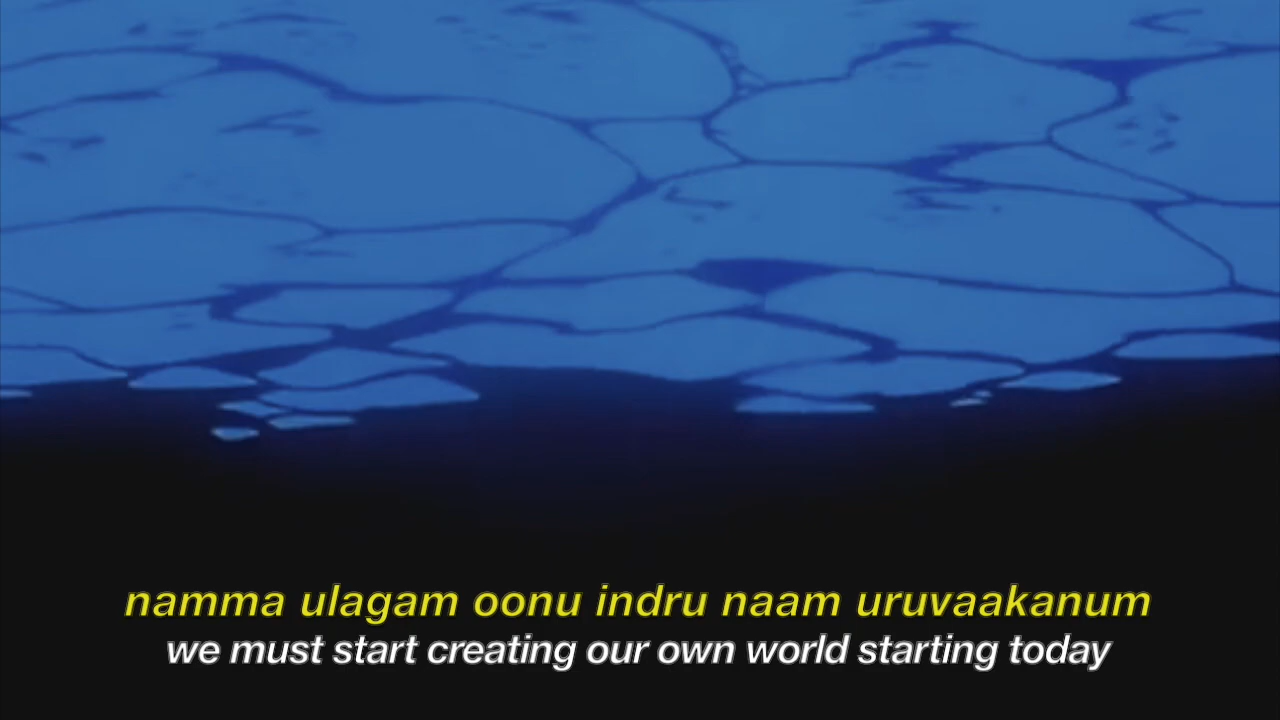 namma ulagam oonu indru naam uruvaakanum
we must start creating our own world starting today